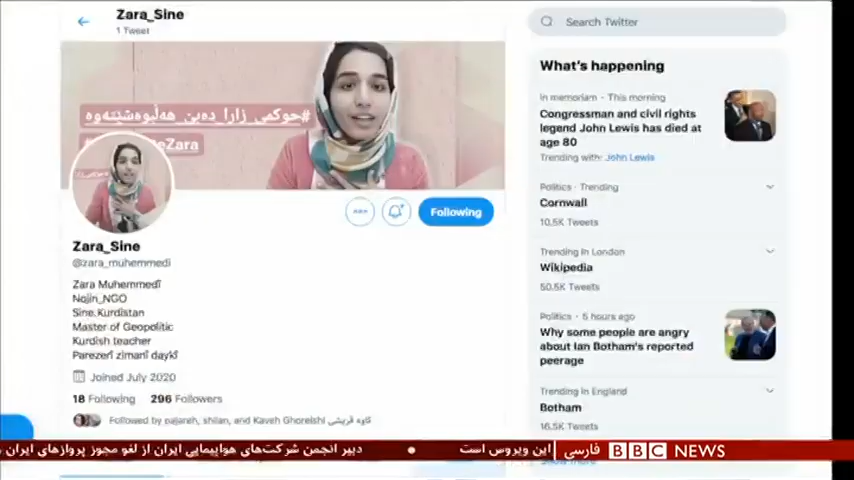 Zara_Sine
1 Tweet
Search Twitter
#حوکمی زارا دەبێ هەڵبوەشێتەوە
Zara_Sine
@zara_muhemmedi
Zara Muhemmedî
Nojin_NGO
Sine.Kurdistan
Master of Geopolitic
Kurdish teacher
Parezerî zimanî daykî
Joined July 2020
18 Following 296 Followers
Followed by pajareh, shilan, and Kaveh Ghoreishi کاوە قریشی
Following
What's happening
In memoriam · This morning
Congressman and civil rights
legend John Lewis has died at
age 80
Trending with: John Lewis
Politics · Trending
Cornwall
10.5K Tweets
Trending in London
Wikipedia
50.5K Tweets
Politics · 5 hours ago
Why some people are angry
about Ian Botham's reported
peerage
Trending in England
Botham
16.5K Tweets
Show more
این ویروس است • دبیر انجمن شرکت‌های هواپیمایی ایران از لغو مجوز پروازهای ایران
BBC NEWS فارسی